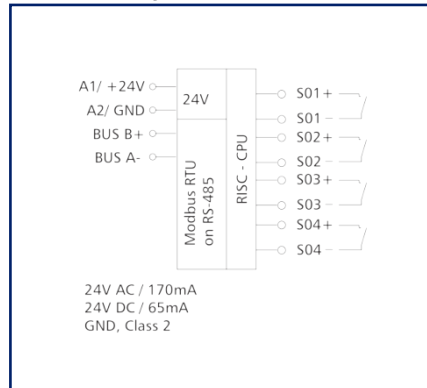 A1/ +24V
A2/ GND
BUS B+
BUS A-
24V
Modbus RTU
on RS-485
RISC - CPU
S01 +
S01 -
S02 +
S02 -
S03 +
S03 -
S04 +
S04 -
24V AC / 170mA
24V DC / 65mA
GND, Class 2